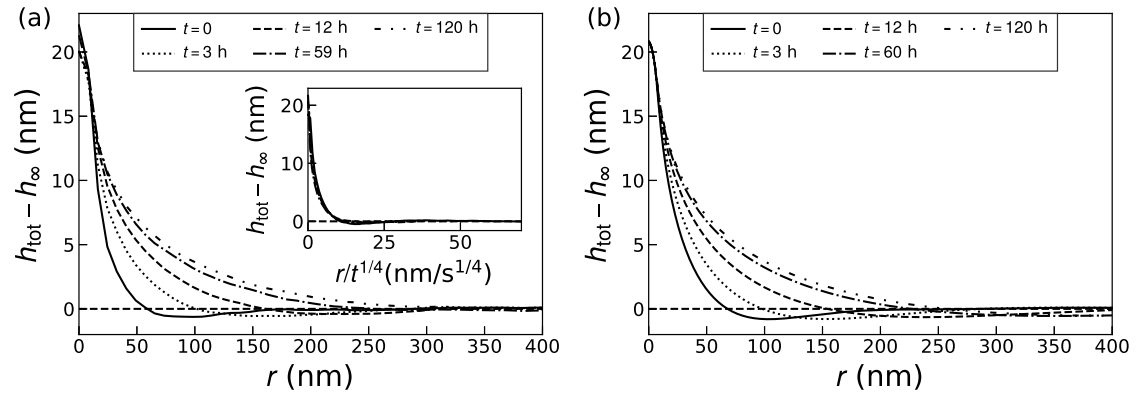 (a)
t = 0
t = 12 h
t = 120 h
t = 3 h
t = 59 h
20
15
10
5
0
h_tot − h_∞ (nm)
0 50 100 150 200 250 300 350 400
r (nm)
20
10
0
h_tot − h_∞ (nm)
0 25 50
r/t^1/4 (nm/s^1/4)
(b)
t = 0
t = 12 h
t = 120 h
t = 3 h
t = 60 h
20
15
10
5
0
h_tot − h_∞ (nm)
0 50 100 150 200 250 300 350 400
r (nm)